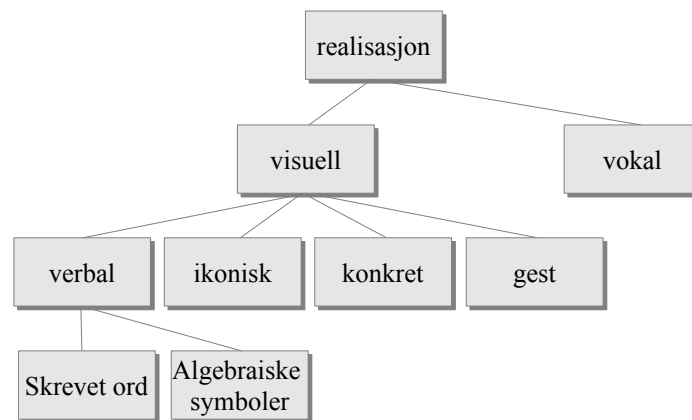 realisasjon
visuell
vokal
verbal
ikonisk
konkret
gest
Skrevet ord
Algebraiske
symboler